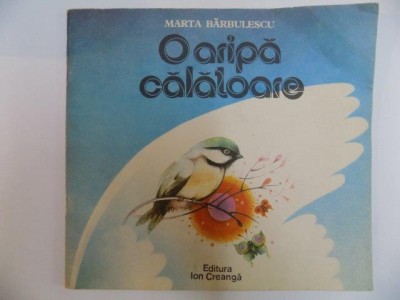 MARTA BĂRBULESCU
O aripă
călătoare
Editura
Ion Creangă